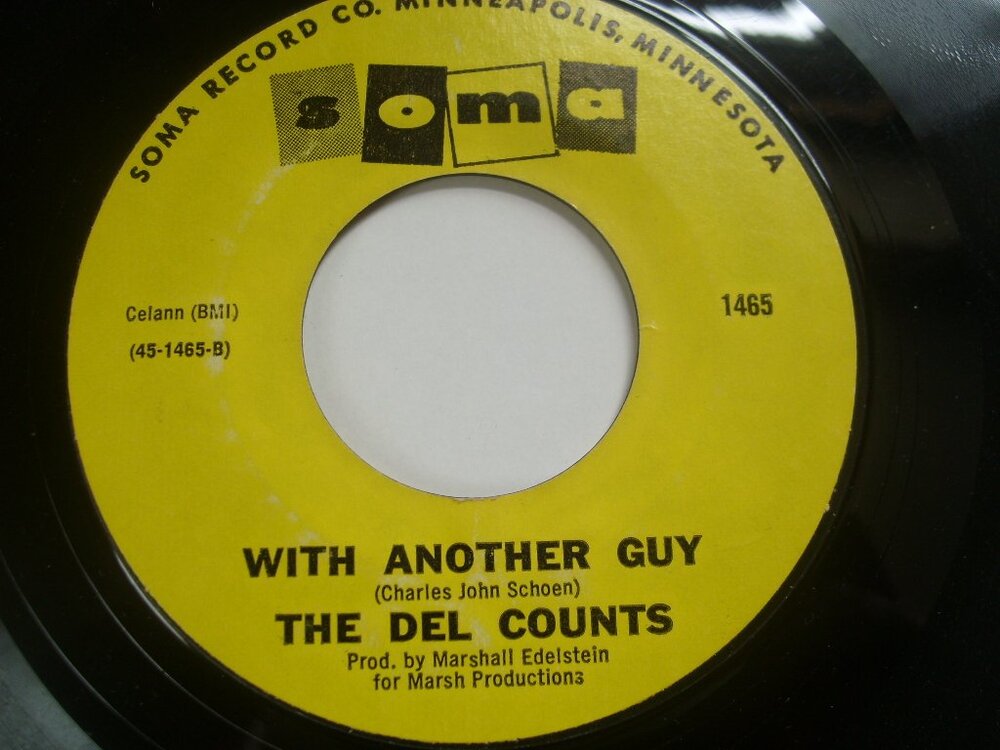 SOMA RECORD CO. MINNEAPOLIS, MINNESOTA
soma
Celann (BMI)
(45-1465-B)
1465
WITH ANOTHER GUY
(Charles John Schoen)
THE DEL COUNTS
Prod. by Marshall Edelstein
for Marsh Productions